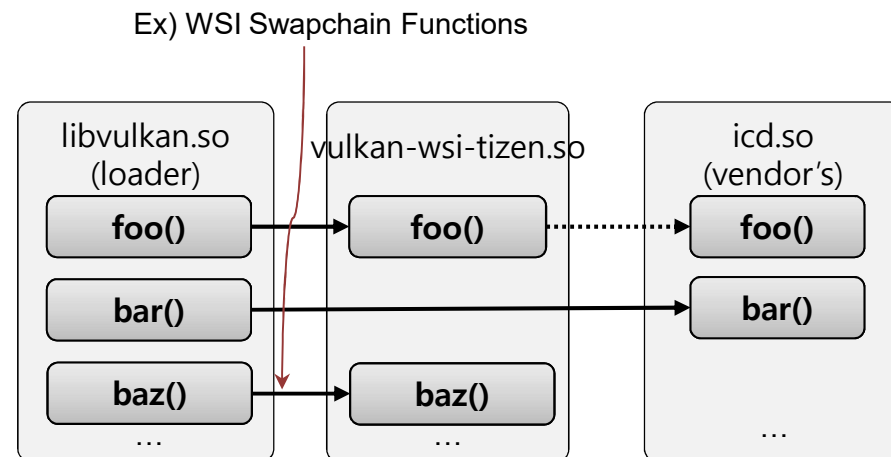 Ex) WSI Swapchain Functions
libvulkan.so
(loader)
foo()
bar()
baz()
...
vulkan-wsi-tizen.so
foo()
baz()
...
icd.so
(vendor's)
foo()
bar()
...